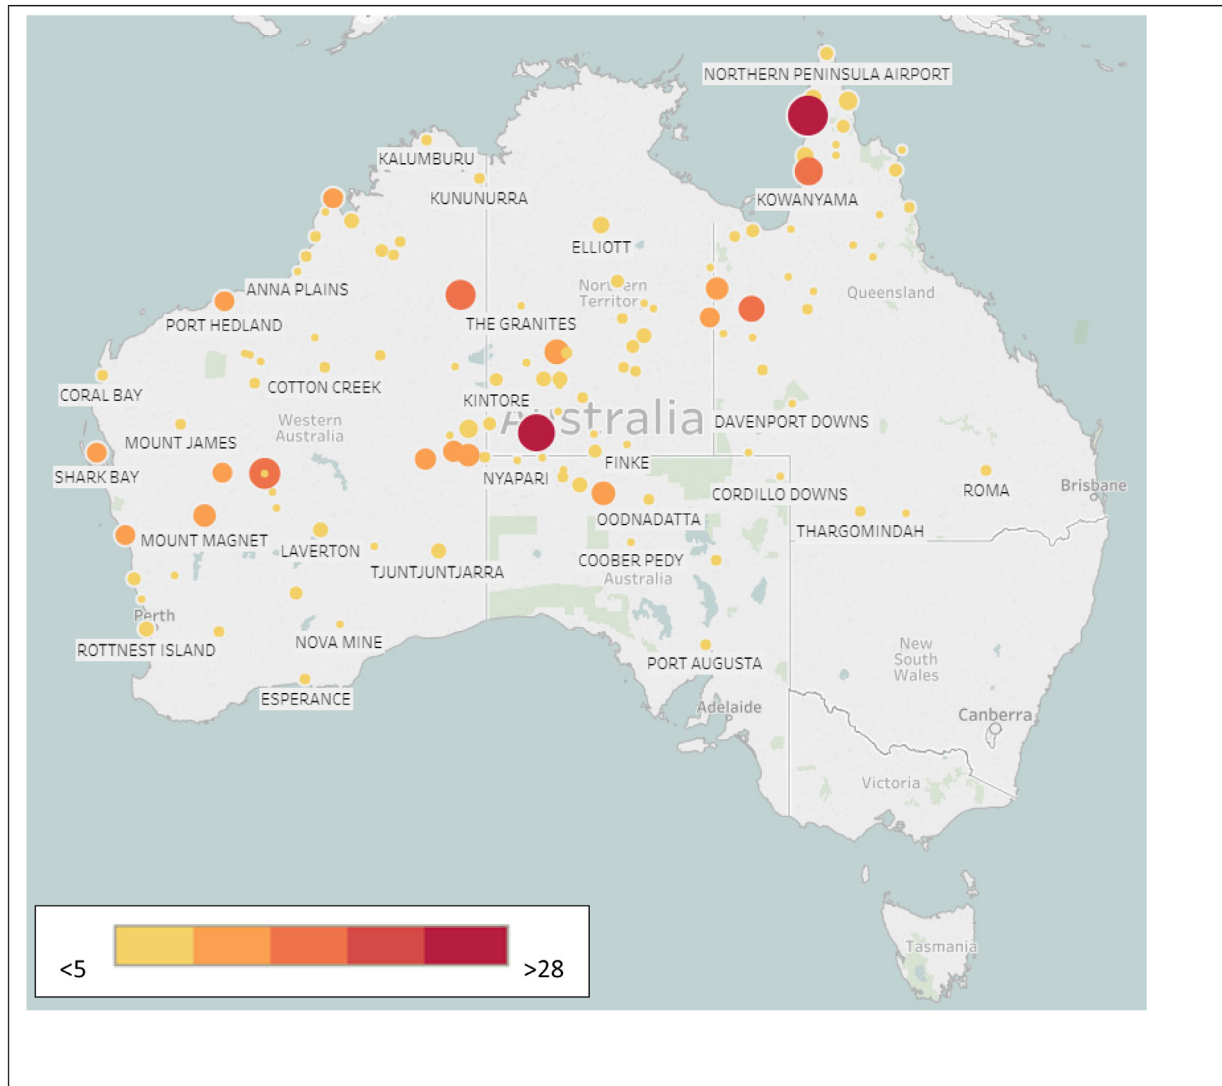 NORTHERN PENINSULA AIRPORT
KALUMBURU
KUNUNURRA
KOWANYAMA
ELLIOTT
ANNA PLAINS
Northern
Territory
Queensland
PORT HEDLAND
THE GRANITES
COTTON CREEK
CORAL BAY
KINTORE
Australia
DAVENPORT DOWNS
Western
Australia
MOUNT JAMES
SHARK BAY
NYAPARI
FINKE
CORDILLO DOWNS
ROMA
Brisbane
OODNADATTA
THARGOMINDAH
MOUNT MAGNET
LAVERTON
COOBER PEDY
TJUNTJUNTJARRA
Australia
Perth
NOVA MINE
ROTTNEST ISLAND
New
South
Wales
PORT AUGUSTA
ESPERANCE
Adelaide
Canberra
Victoria
Tasmania
<5
>28